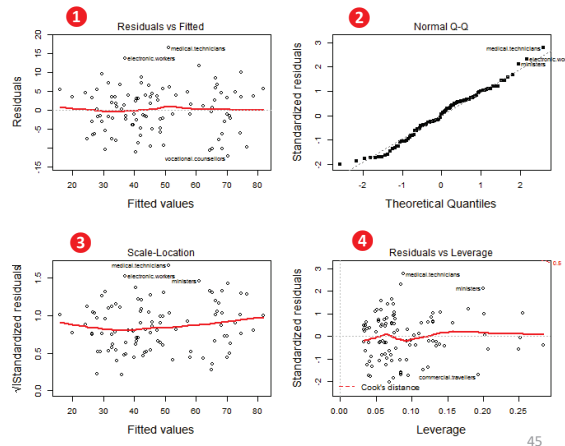 1
Residuals vs Fitted
Residuals
20
15
10
5
0
-5
-15
medical.technicians
electronic.workers
vocational.counsellors
20 30 40 50 60 70 80
Fitted values
2
Normal Q-Q
Standardized residuals
3
2
1
0
-1
-2
medical.technicians
electronic.wo
ministers
-2 -1 0 1 2
Theoretical Quantiles
3
Scale-Location
√|Standardized residuals|
1.5
1.0
0.5
0.0
medical.technicians
electronic.workers
ministers
20 30 40 50 60 70 80
Fitted values
4
Residuals vs Leverage
Standardized residuals
3
2
1
0
-1
-2
0.5
medical.technicians
ministers
commercial.travellers
Cook's distance
0.00 0.05 0.10 0.15 0.20 0.25
Leverage
45